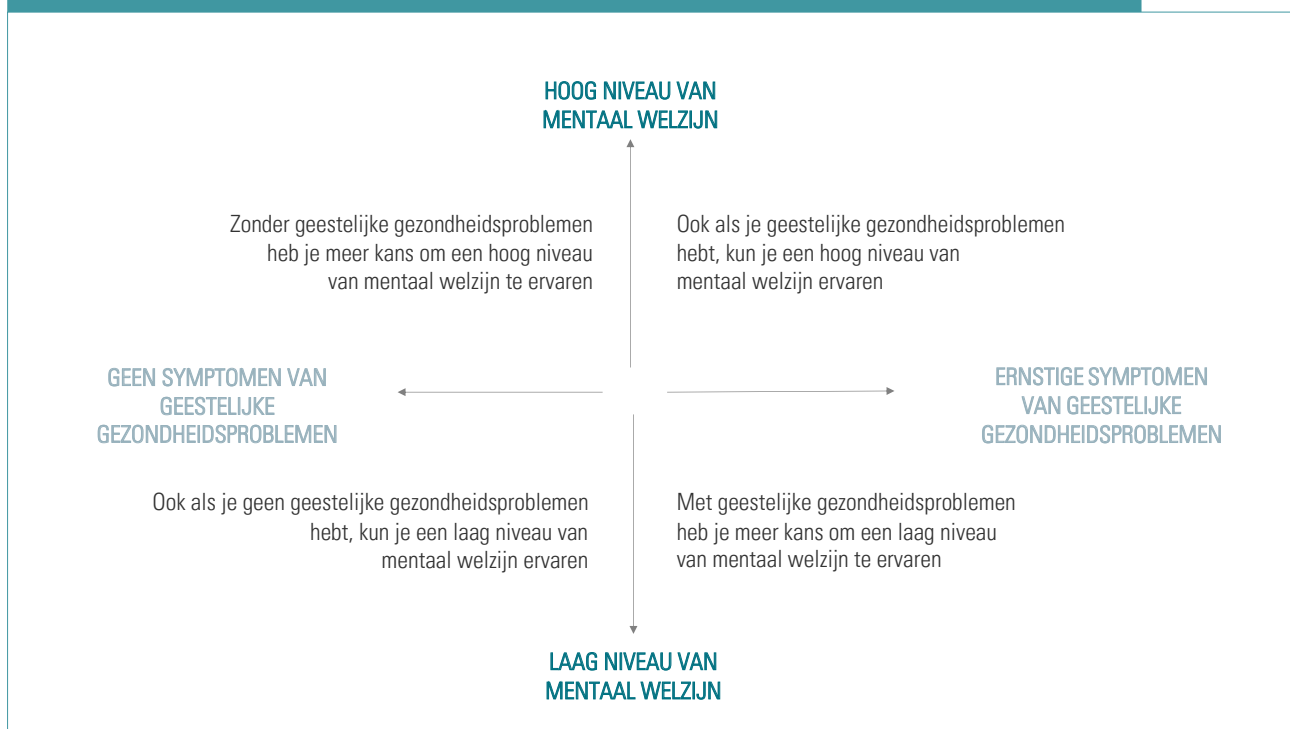 HOOG NIVEAU VAN
MENTAAL WELZIJN
Zonder geestelijke gezondheidsproblemen
heb je meer kans om een hoog niveau
van mentaal welzijn te ervaren
Ook als je geestelijke gezondheidsproblemen
hebt, kun je een hoog niveau van
mentaal welzijn ervaren
GEEN SYMPTOMEN VAN
GEESTELIJKE
GEZONDHEIDSPROBLEMEN
ERNSTIGE SYMPTOMEN
VAN GEESTELIJKE
GEZONDHEIDSPROBLEMEN
Ook als je geen geestelijke gezondheidsproblemen
hebt, kun je een laag niveau van
mentaal welzijn ervaren
Met geestelijke gezondheidsproblemen
heb je meer kans om een laag niveau
van mentaal welzijn te ervaren
LAAG NIVEAU VAN
MENTAAL WELZIJN